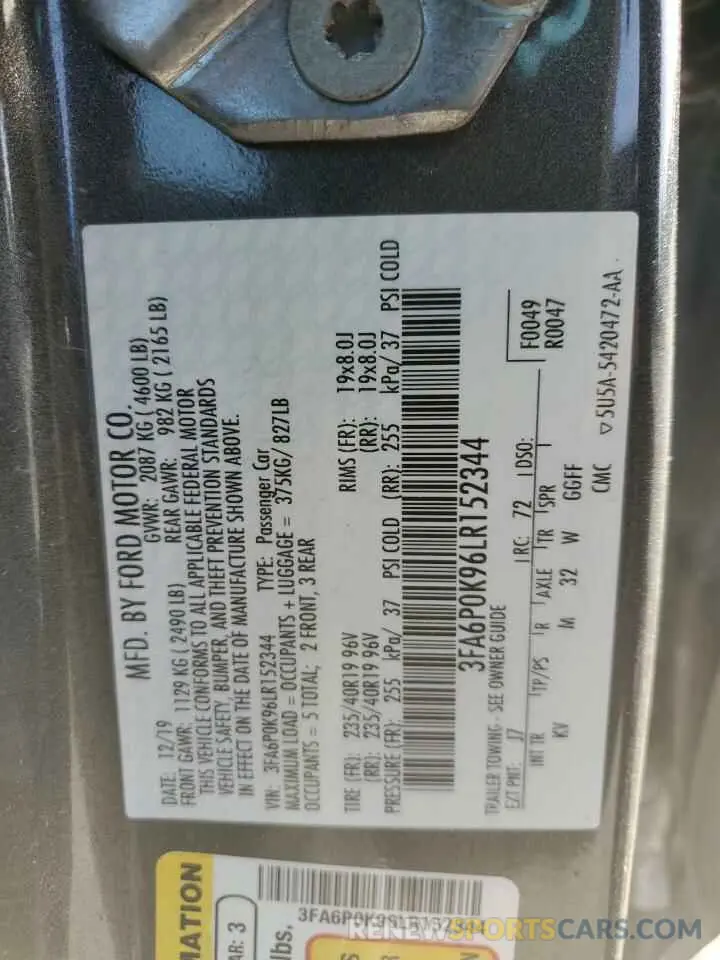 MFD. BY FORD MOTOR CO.
DATE: 12/19 GVWR: 2087 KG ( 4600 LB)
FRONT GAWR: 1129 KG ( 2490 LB) REAR GAWR: 982 KG ( 2165 LB)
THIS VEHICLE CONFORMS TO ALL APPLICABLE FEDERAL MOTOR
VEHICLE SAFETY, BUMPER, AND THEFT PREVENTION STANDARDS
IN EFFECT ON THE DATE OF MANUFACTURE SHOWN ABOVE.
VIN: 3FA6P0K96LR152344 TYPE: Passenger Car
MAXIMUM LOAD = OCCUPANTS + LUGGAGE = 375KG/ 827LB
OCCUPANTS = 5 TOTAL; 2 FRONT, 3 REAR
TIRE (FR): 235/40R19 96V RIMS (FR): 19x8.0J
(RR): 235/40R19 96V (RR): 19x8.0J
PRESSURE (FR): 255 kPa/ 37 PSI COLD (RR): 255 kPa/ 37 PSI COLD
3FA6P0K96LR152344
TRAILER TOWING - SEE OWNER GUIDE
EXT PNT: J7 RC: 72 DSO: F0049
R0047
INT TR TP/PS R AXLE TR SPR
KV M 32 W GGFF
CMC 5U5A-5420472-AA
MATION
AR: 3
lbs.
3FA6P0K96LR152344
RENEWSPORTSCARS.COM